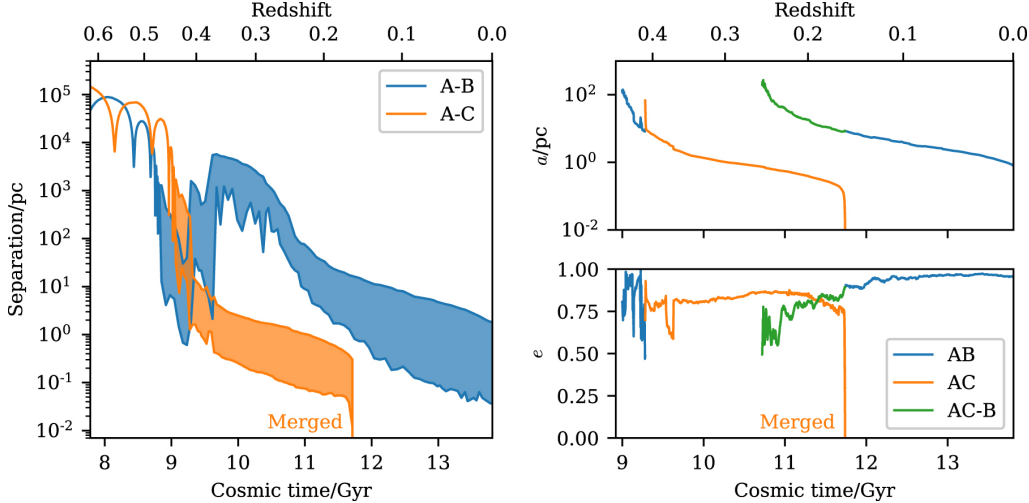 Redshift
0.6 0.5 0.4 0.3 0.2 0.1 0.0
10^5
10^4
10^3
10^2
10^1
10^0
10^-1
10^-2
Separation/pc
A-B
A-C
Merged
8 9 10 11 12 13
Cosmic time/Gyr
Redshift
0.4 0.3 0.2 0.1 0.0
10^2
10^0
10^-2
a/pc
1.00
0.75
0.50
0.25
0.00
e
AB
AC
AC-B
Merged
9 10 11 12 13
Cosmic time/Gyr